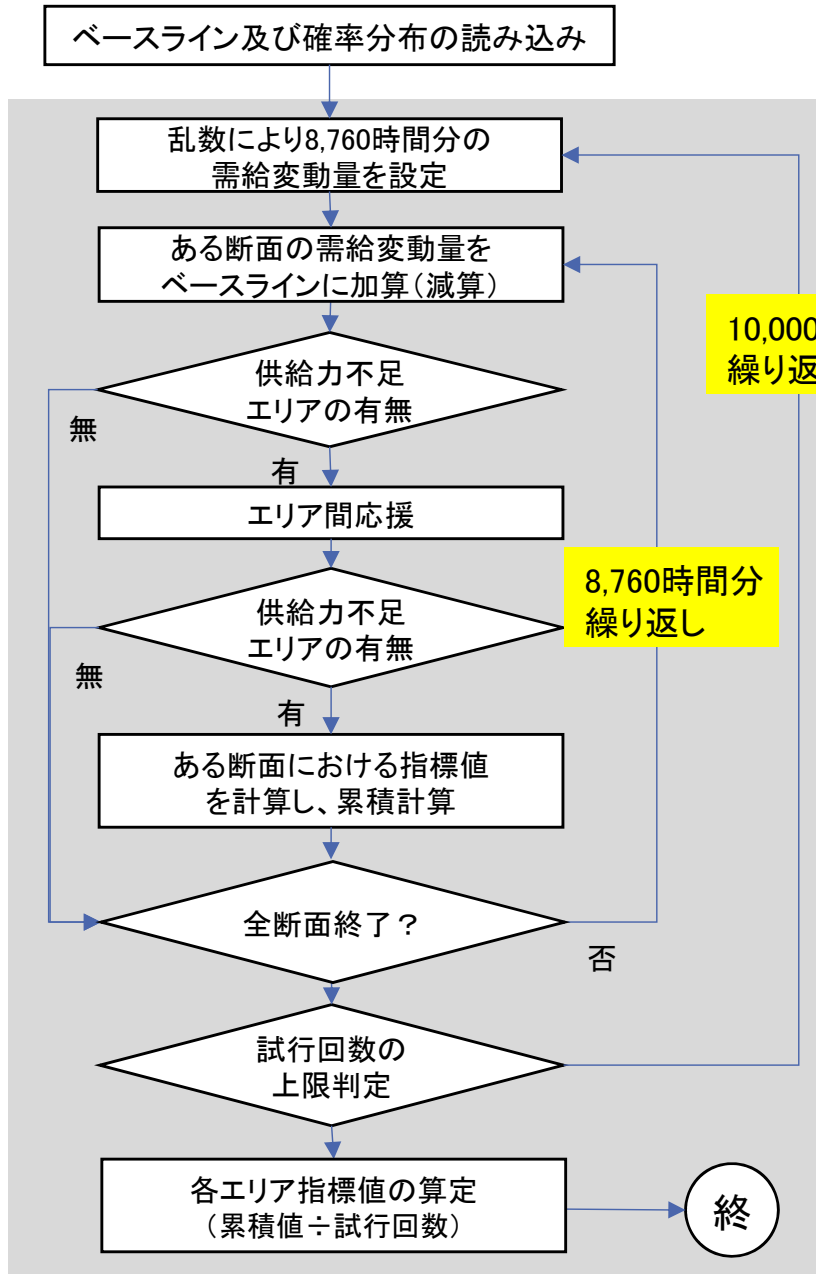 ベースライン及び確率分布の読み込み
乱数により8,760時間分の
需給変動量を設定
ある断面の需給変動量を
ベースラインに加算(減算)
10,000
繰り返
供給力不足
エリアの有無
無
有
エリア間応援
8,760時間分
繰り返し
供給力不足
エリアの有無
無
有
ある断面における指標値
を計算し、累積計算
全断面終了?
否
試行回数の
上限判定
各エリア指標値の算定
(累積値÷試行回数)
終